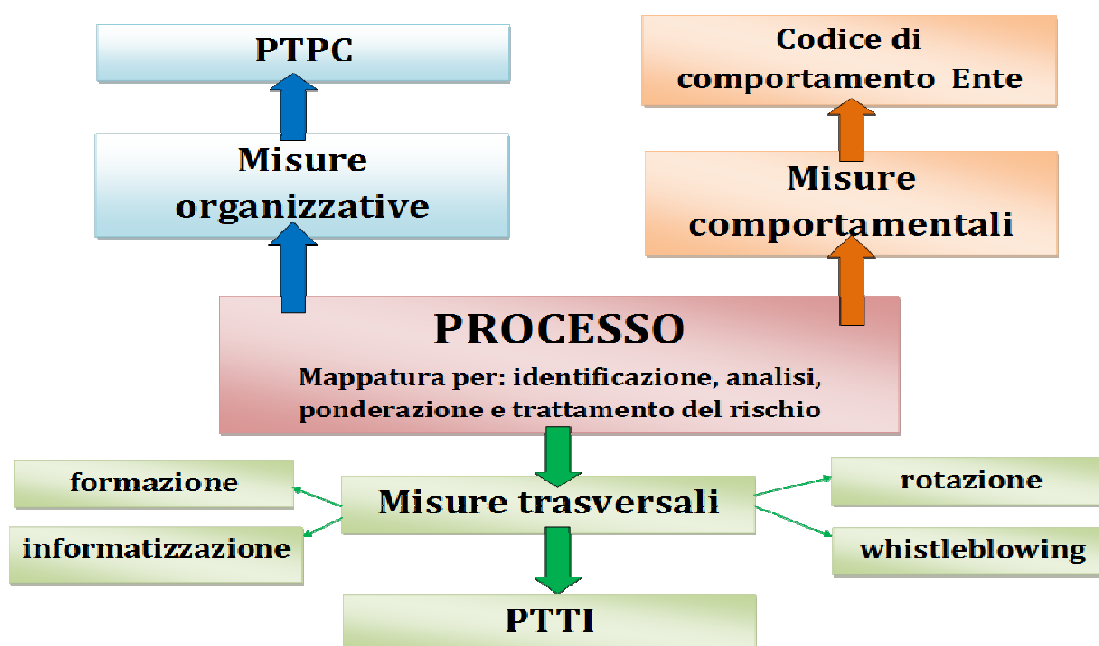 PTPC
Codice di
comportamento Ente
Misure
organizzative
Misure
comportamentali
PROCESSO
Mappatura per: identificazione, analisi,
ponderazione e trattamento del rischio
formazione
Misure trasversali
rotazione
informatizzazione
whistleblowing
PTTI